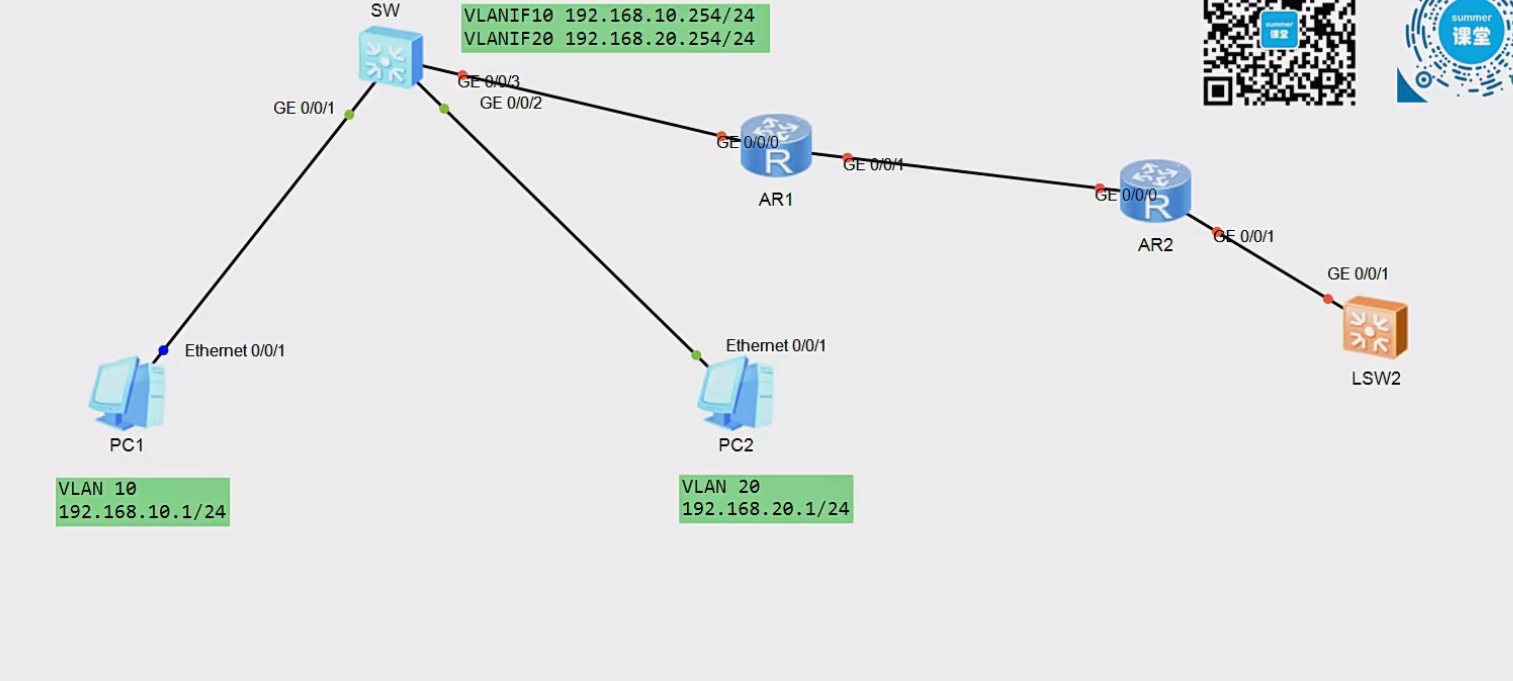 SW
VLANIF10 192.168.10.254/24
VLANIF20 192.168.20.254/24
summer
课堂
summer
课堂
GE 0/0/3
GE 0/0/2
GE 0/0/1
GE 0/0/0
GE 0/0/1
AR1
GE 0/0/0
AR2
GE 0/0/1
GE 0/0/1
LSW2
Ethernet 0/0/1
PC1
Ethernet 0/0/1
PC2
VLAN 10
192.168.10.1/24
VLAN 20
192.168.20.1/24